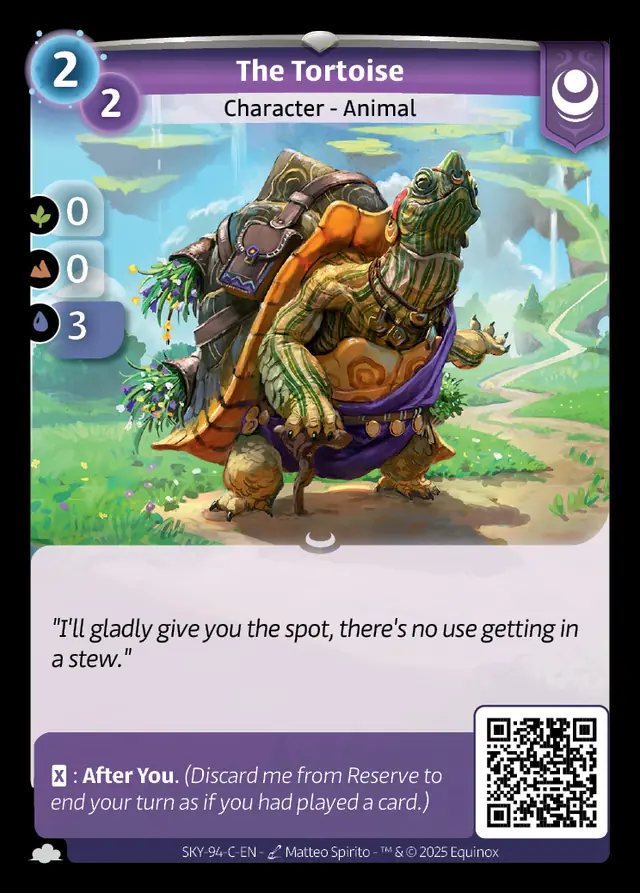 2
The Tortoise
2
Character - Animal
0
0
3
"I'll gladly give you the spot, there's no use getting in
a stew."
X : After You. (Discard me from Reserve to
end your turn as if you had played a card.)
SKY-94-C-EN - Matteo Spirito - ™ & © 2025 Equinox